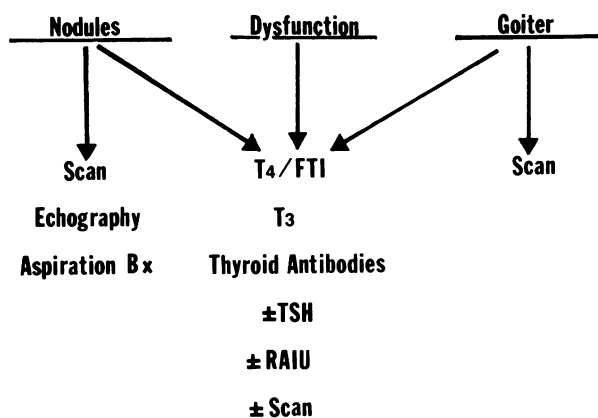 Nodules Dysfunction Goiter
Scan T4/FTI Scan
Echography T3
Aspiration Bx Thyroid Antibodies
±TSH
± RAIU
± Scan